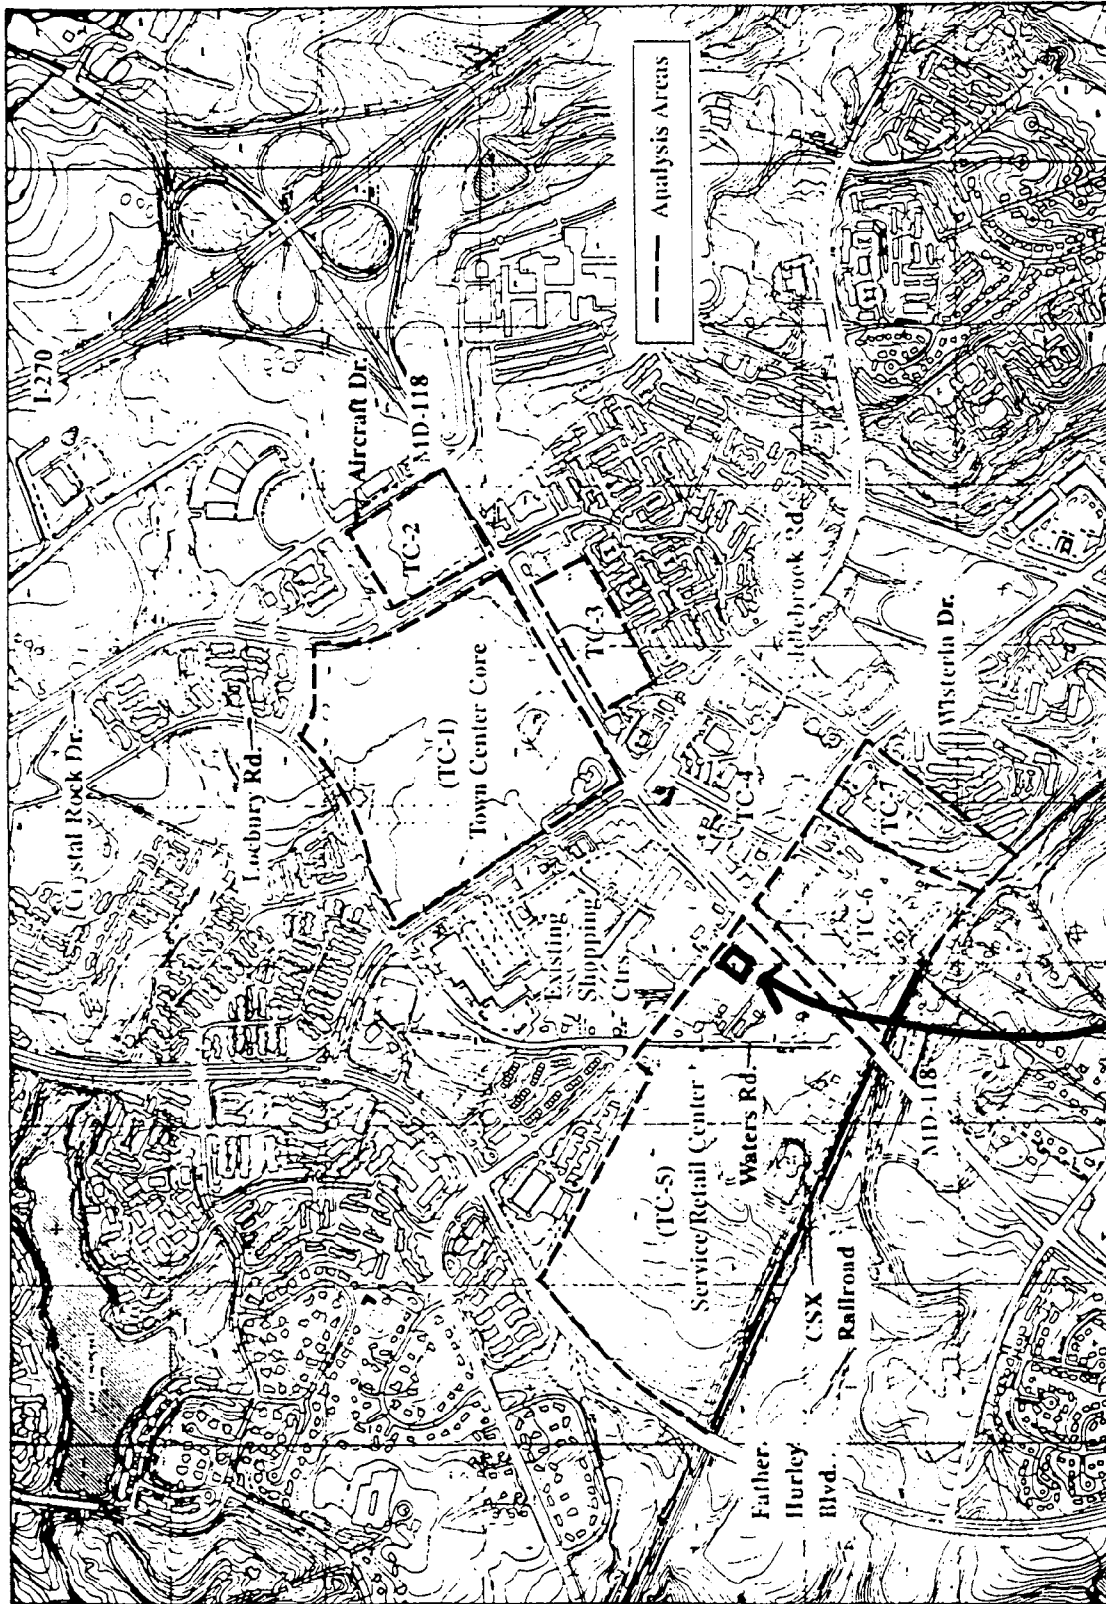 I-270
Aircraft Dr.
MD-118
Analysis Areas
TC-2
TC-3
Crystal Rock Dr.
Locbury Rd.
(TC-1)
Town Center Core
Rd.
Wisteria Dr.
TC-4
TC-7
TC-6
Existing
Shopping
Ctrs.
(TC-5)
Service/Retail Center
Waters Rd.
MD-118
CSX
Railroad
Father
Hurley
Blvd.